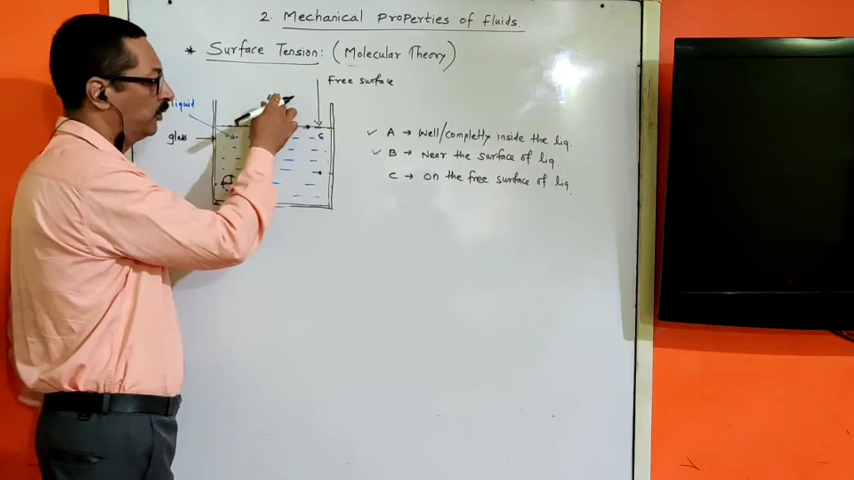 2. Mechanical Properties of fluids.
* Surface Tension: (Molecular Theory)
Free surface
liquid
glass
C
✓ A → Well/completly inside the liq.
✓ B → Near the surface of liq.
C → on the free surface of liq.